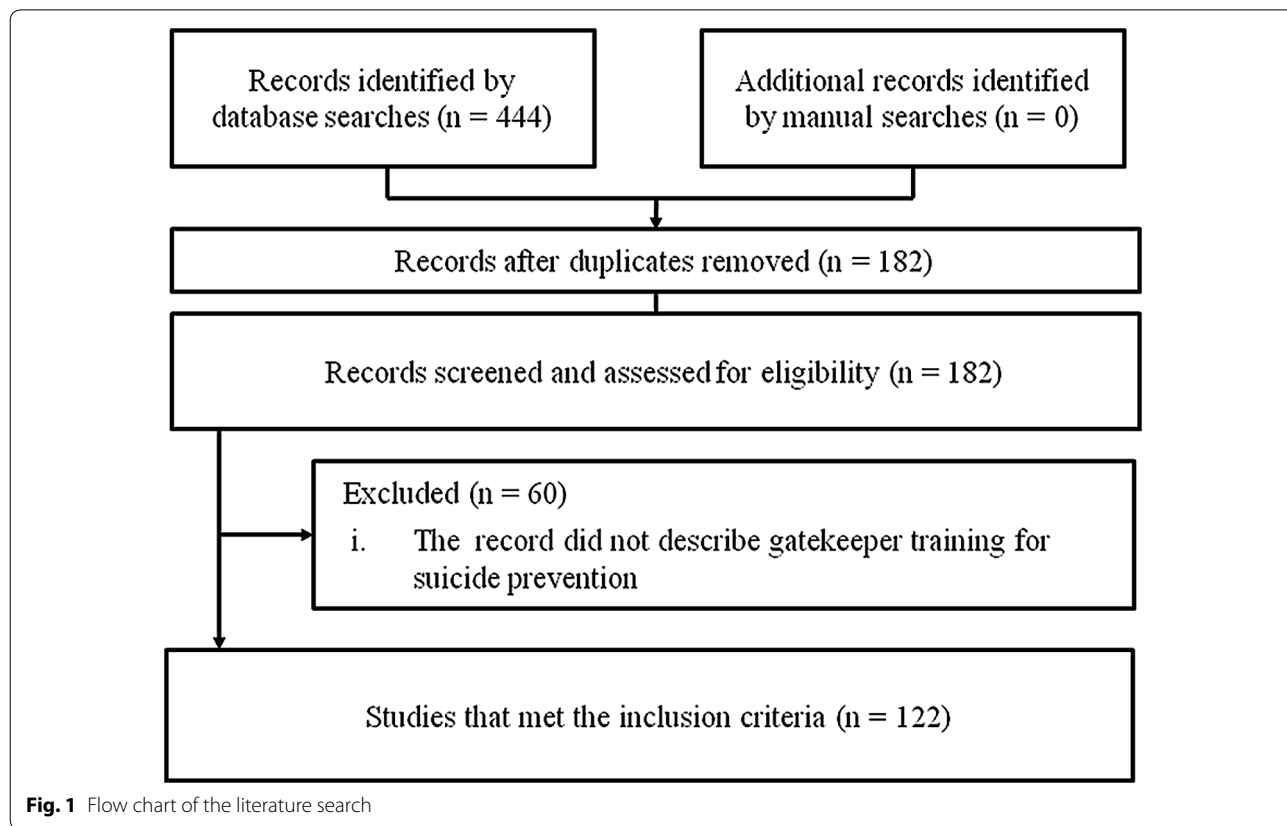 Records identified by
database searches (n = 444)
Additional records identified
by manual searches (n = 0)
Records after duplicates removed (n = 182)
Records screened and assessed for eligibility (n = 182)
Excluded (n = 60)
i. The record did not describe gatekeeper training for
suicide prevention
Studies that met the inclusion criteria (n = 122)
Fig. 1 Flow chart of the literature search